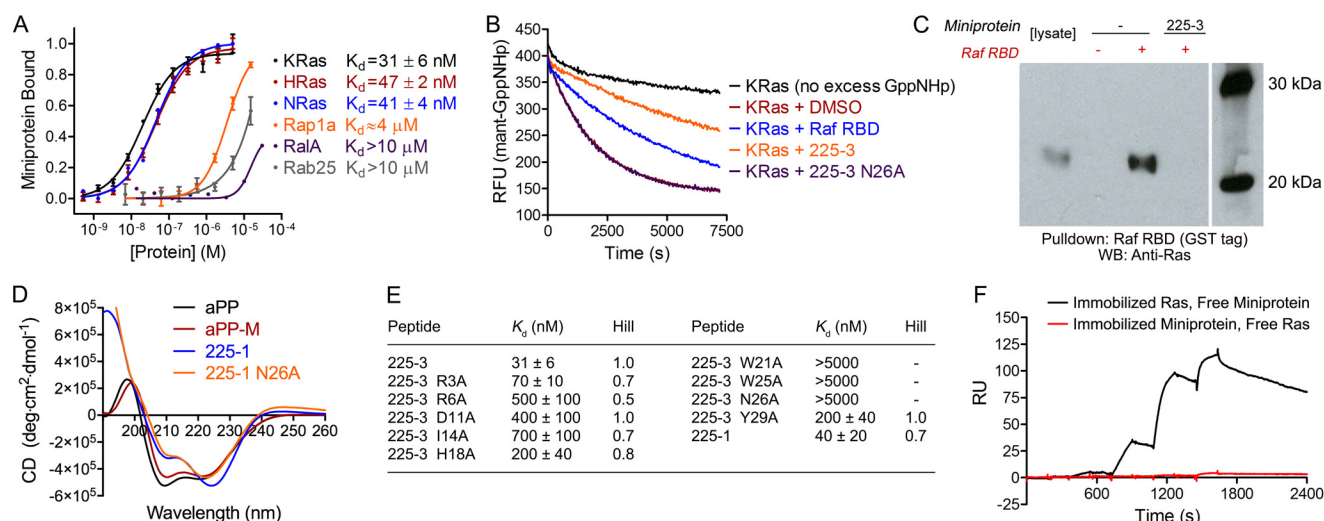 A
Miniprotein Bound
1.0
0.8
0.6
0.4
0.2
0.0
10⁻⁹ 10⁻⁸ 10⁻⁷ 10⁻⁶ 10⁻⁵ 10⁻⁴
[Protein] (M)
KRas Kd=31 ± 6 nM
HRas Kd=47 ± 2 nM
NRas Kd=41 ± 4 nM
Rap1a Kd≈4 μM
RalA Kd>10 μM
Rab25 Kd>10 μM
B
RFU (mant-GppNHp)
450
400
350
300
250
200
150
100
0 2500 5000 7500
Time (s)
KRas (no excess GppNHp)
KRas + DMSO
KRas + Raf RBD
KRas + 225-3
KRas + 225-3 N26A
C
Miniprotein - 225-3
[lysate]
Raf RBD - + +
30 kDa
20 kDa
Pulldown: Raf RBD (GST tag)
WB: Anti-Ras
D
CD (deg·cm²·dmol⁻¹)
8×10⁵
6×10⁵
4×10⁵
2×10⁵
0
-2×10⁵
-4×10⁵
-6×10⁵
190 200 210 220 230 240 250 260
Wavelength (nm)
aPP
aPP-M
225-1
225-1 N26A
E
Peptide Kd (nM) Hill Peptide Kd (nM) Hill
225-3 31 ± 6 1.0 225-3 W21A >5000 -
225-3 R3A 70 ± 10 0.7 225-3 W25A >5000 -
225-3 R6A 500 ± 100 0.5 225-3 N26A >5000 -
225-3 D11A 400 ± 100 1.0 225-3 Y29A 200 ± 40 1.0
225-3 I14A 700 ± 100 0.7 225-1 40 ± 20 0.7
225-3 H18A 200 ± 40 0.8
F
RU
150
125
100
75
50
25
0
-25
600 1200 1800 2400
Time (s)
Immobilized Ras, Free Miniprotein
Immobilized Miniprotein, Free Ras